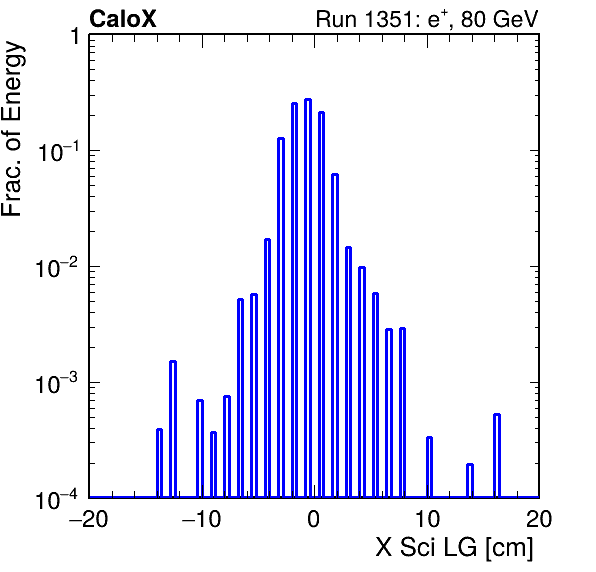 CaloX Run 1351: e⁺, 80 GeV
Frac. of Energy
1
10⁻¹
10⁻²
10⁻³
10⁻⁴
−20 −10 0 10 20
X Sci LG [cm]